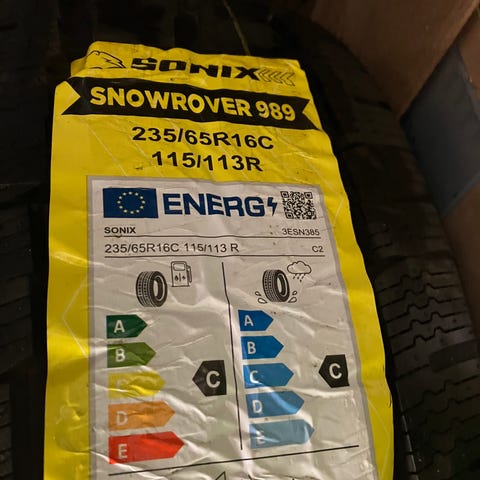 SONIX
SNOWROVER 989
235/65R16C
115/113R
ENERG
SONIX 3ESN385
235/65R16C 115/113 R C2
A A
B B
C C C
D D
E E